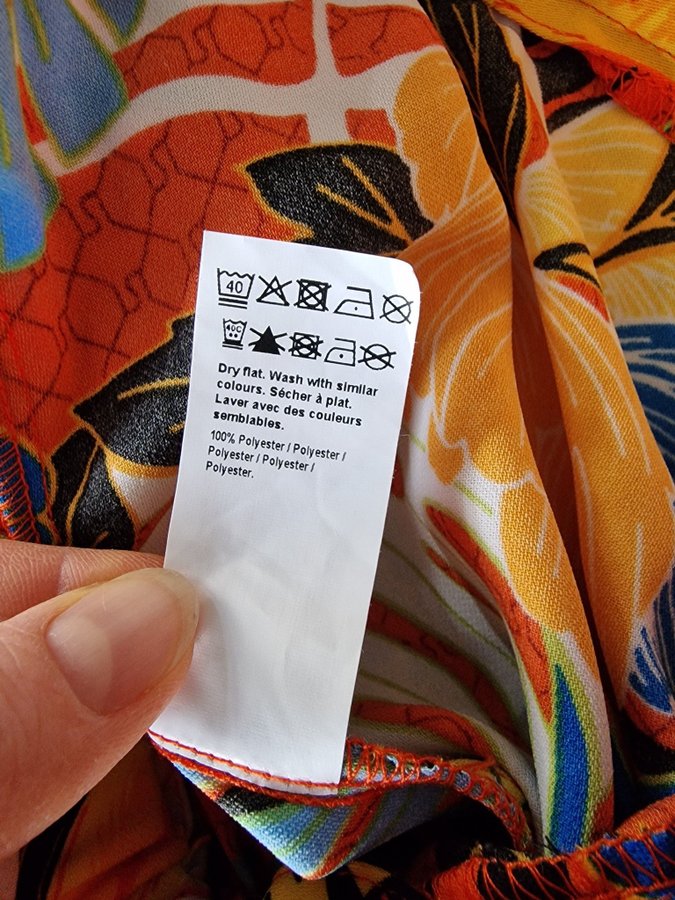 40
40C
Dry flat. Wash with similar
colours. Sécher à plat.
Laver avec des couleurs
semblables.
100% Polyester / Polyester /
Polyester / Polyester /
Polyester.